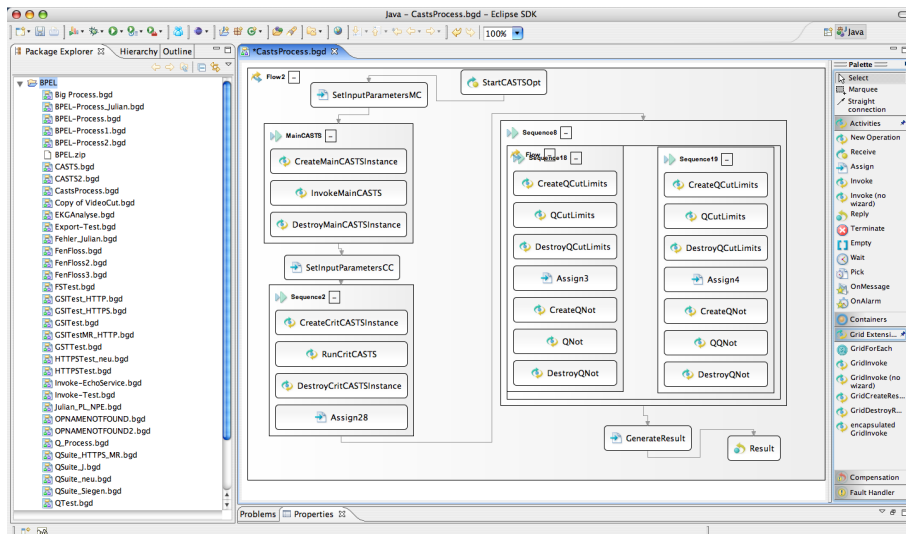 Java – CastsProcess.bgd – Eclipse SDK
100%
Java
Package Explorer
Hierarchy
Outline
BPEL
Big Process.bgd
BPEL-Process_Julian.bgd
BPEL-Process.bgd
BPEL-Process1.bgd
BPEL-Process2.bgd
BPEL.zip
CASTS.bgd
CASTS2.bgd
CastsProcess.bgd
Copy of VideoCut.bgd
EKGAnalyse.bgd
Export-Test.bgd
Fehler_Julian.bgd
FenFloss.bgd
FenFloss2.bgd
FenFloss3.bgd
FSTest.bgd
GSITest_HTTP.bgd
GSITest_HTTPS.bgd
GSITest.bgd
GSITestMR_HTTP.bgd
GSTTest.bgd
HTTPSTest_neu.bgd
HTTPSTest.bgd
Invoke-EchoService.bgd
Invoke-Test.bgd
Julian_PL_NPE.bgd
OPNAMENOTFOUND.bgd
OPNAMENOTFOUND2.bgd
Q_Process.bgd
QSuite_HTTPS_MR.bgd
QSuite_J.bgd
QSuite_neu.bgd
QSuite_Siegen.bgd
QTest.bgd
*CastsProcess.bgd
Flow2
SetInputParametersMC
StartCASTSOpt
MainCASTS
CreateMainCASTSInstance
InvokeMainCASTS
DestroyMainCASTSInstance
SetInputParametersCC
Sequence2
CreateCritCASTSInstance
RunCritCASTS
DestroyCritCASTSInstance
Assign28
Sequence8
Flow
Sequence18
CreateQCutLimits
QCutLimits
DestroyQCutLimits
Assign3
CreateQNot
QNot
DestroyQNot
Sequence19
CreateQCutLimits
QCutLimits
DestroyQCutLimits
Assign4
CreateQNot
QQNot
DestroyQNot
GenerateResult
Result
Palette
Select
Marquee
Straight
connection
Activities
New Operation
Receive
Assign
Invoke
Invoke (no
wizard)
Reply
Terminate
Empty
Wait
Pick
OnMessage
OnAlarm
Containers
Grid Extensi...
GridForEach
GridInvoke
GridInvoke (no
wizard)
GridCreateRes...
GridDestroyR...
encapsulated
GridInvoke
Compensation
Fault Handler
Problems
Properties